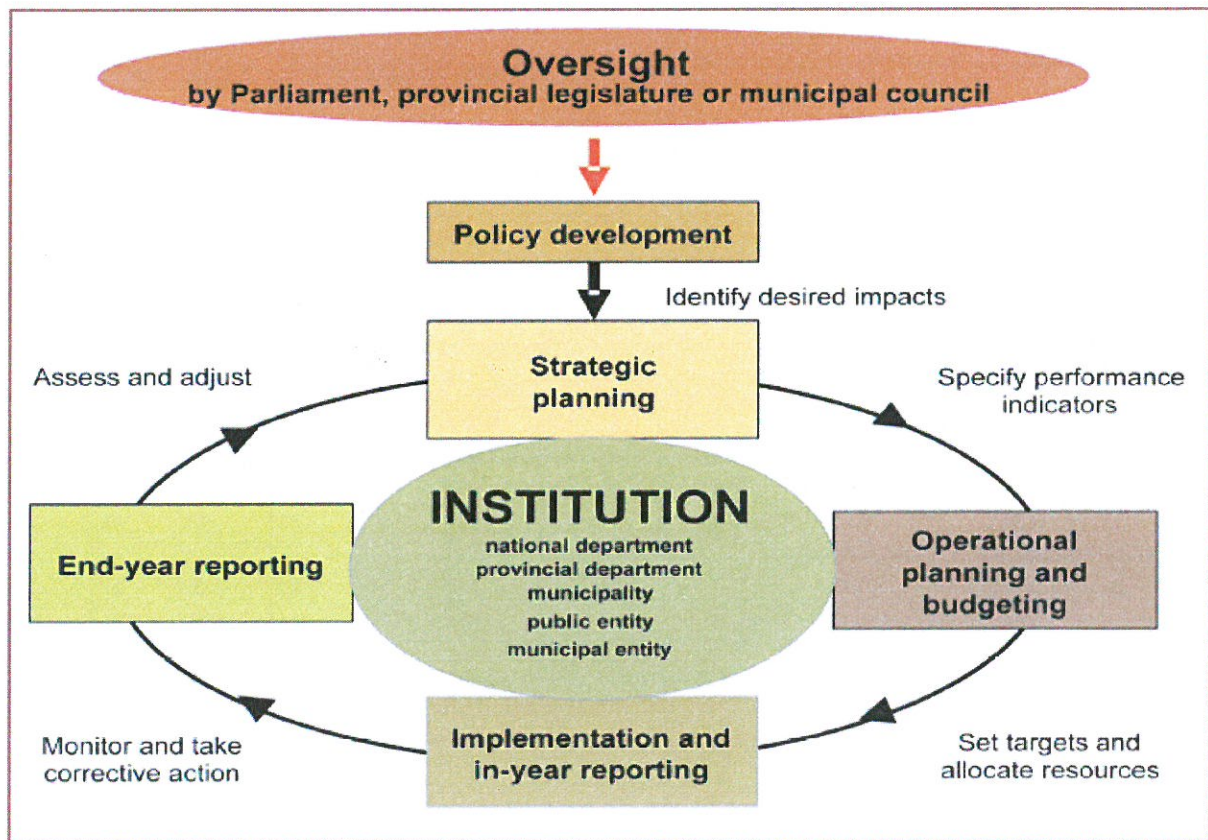 Oversight
by Parliament, provincial legislature or municipal council
Policy development
Identify desired impacts
Strategic
planning
Assess and adjust
Specify performance
indicators
INSTITUTION
national department
provincial department
municipality
public entity
municipal entity
End-year reporting
Operational
planning and
budgeting
Implementation and
in-year reporting
Monitor and take
corrective action
Set targets and
allocate resources